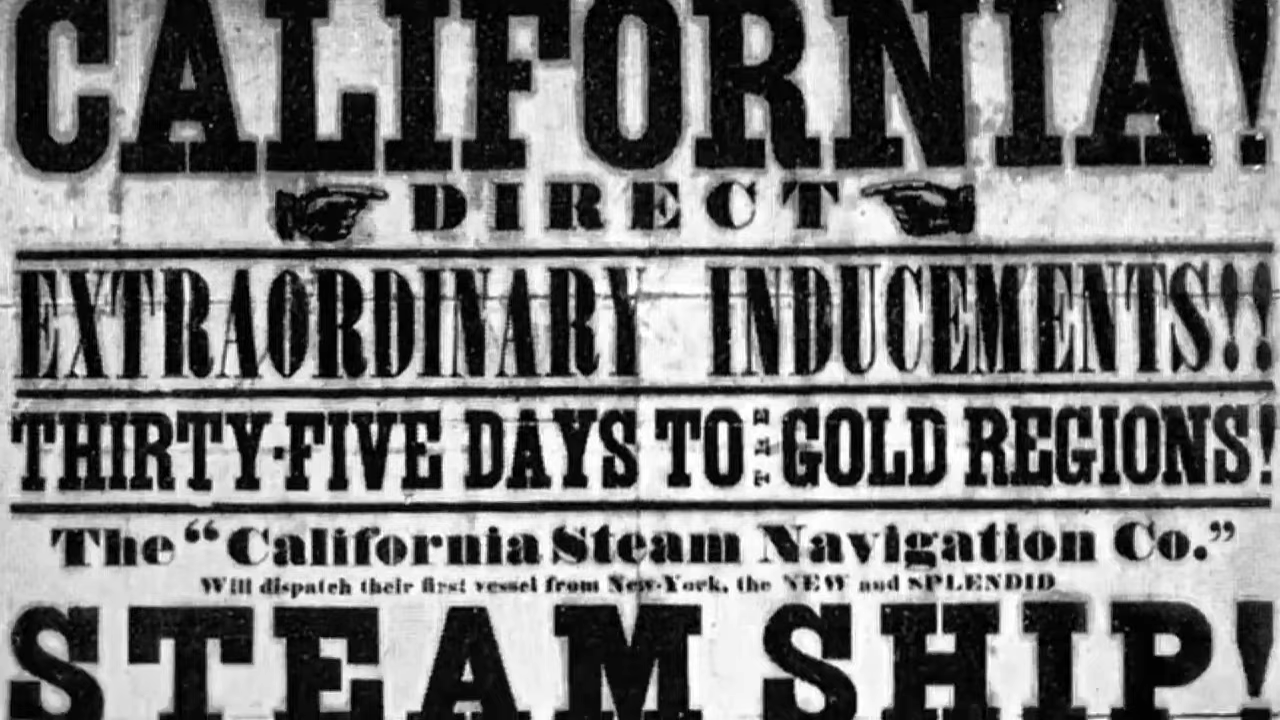 CALIFORNIA!
DIRECT
EXTRAORDINARY INDUCEMENTS!!
THIRTY-FIVE DAYS TO THE GOLD REGIONS!
The “California Steam Navigation Co.”
Will dispatch their first vessel from New-York, the NEW and SPLENDID
STEAM SHIP!